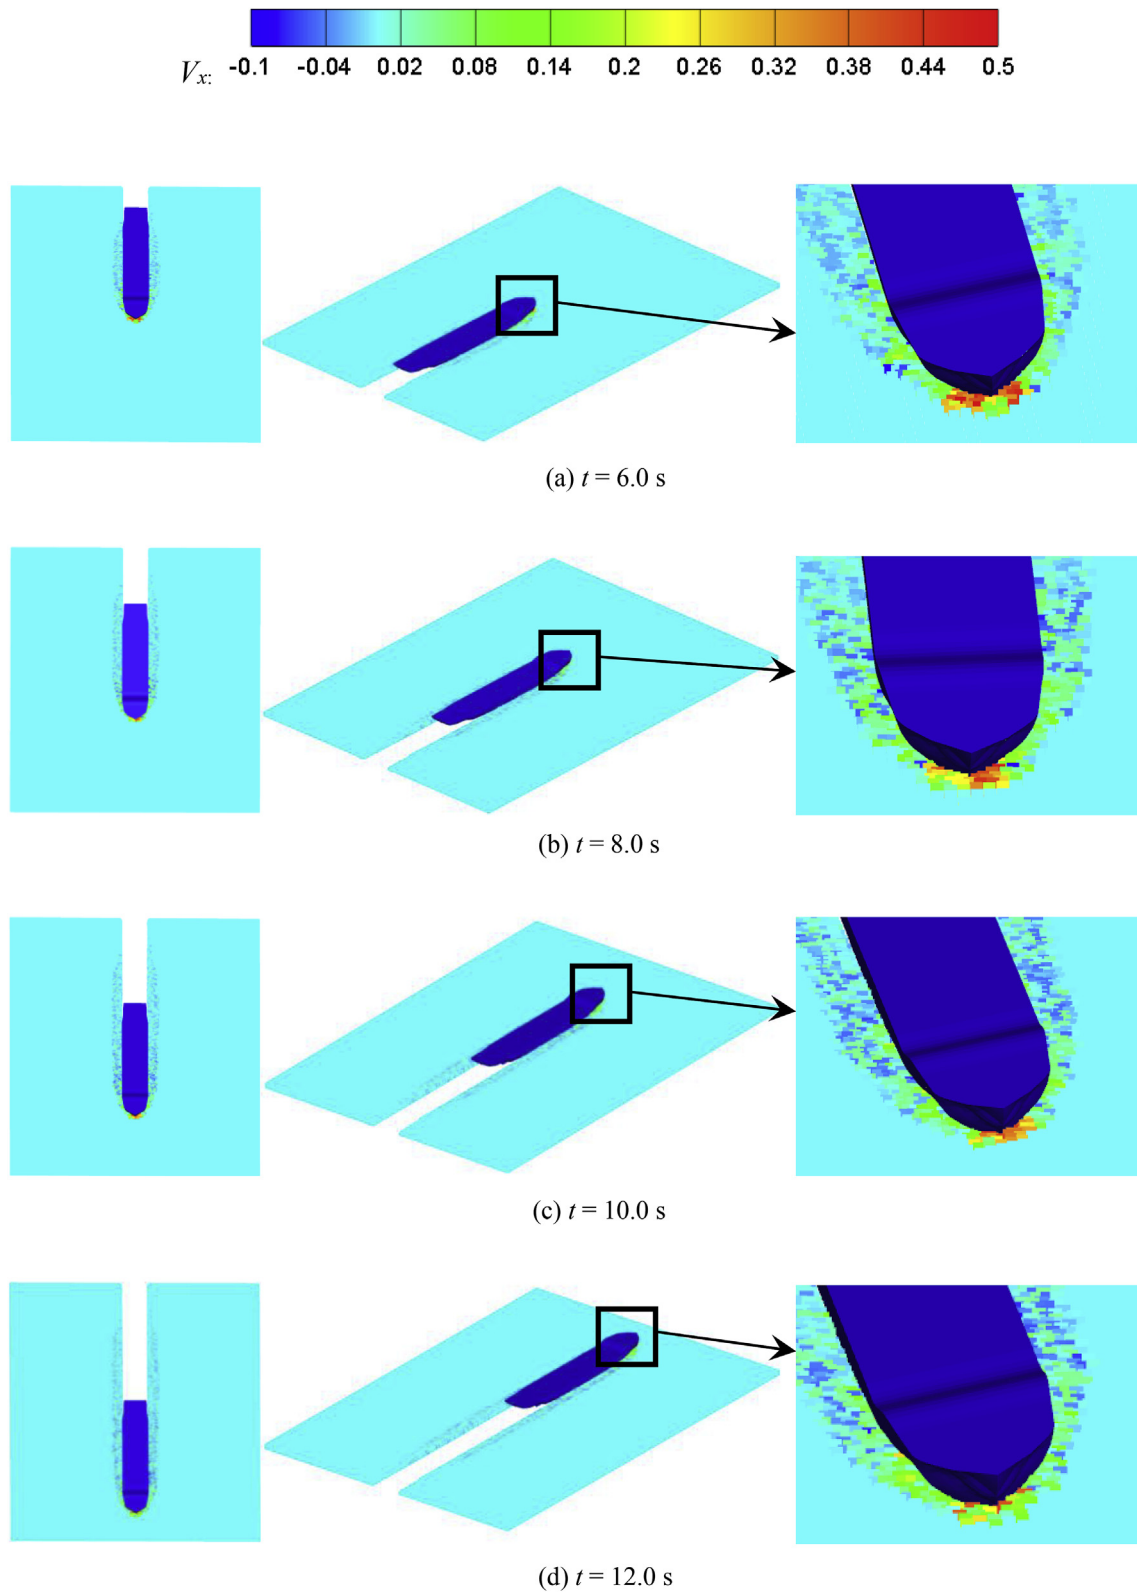 Vx: -0.1 -0.04 0.02 0.08 0.14 0.2 0.26 0.32 0.38 0.44 0.5
(a) t = 6.0 s
(b) t = 8.0 s
(c) t = 10.0 s
(d) t = 12.0 s